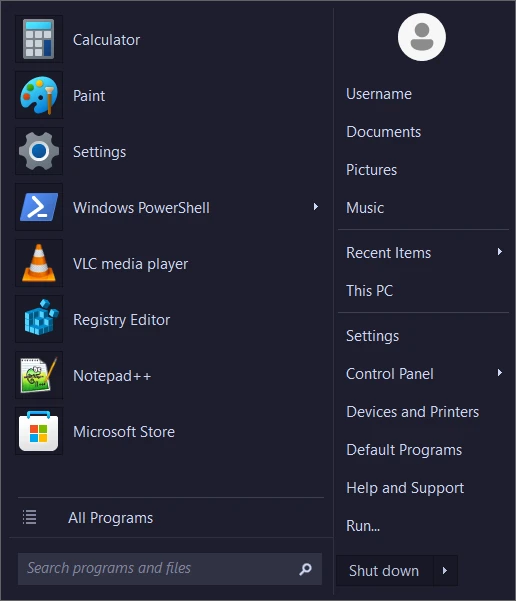 Calculator
Paint
Settings
Windows PowerShell
VLC media player
Registry Editor
Notepad++
Microsoft Store
All Programs
Search programs and files
Username
Documents
Pictures
Music
Recent Items
This PC
Settings
Control Panel
Devices and Printers
Default Programs
Help and Support
Run...
Shut down